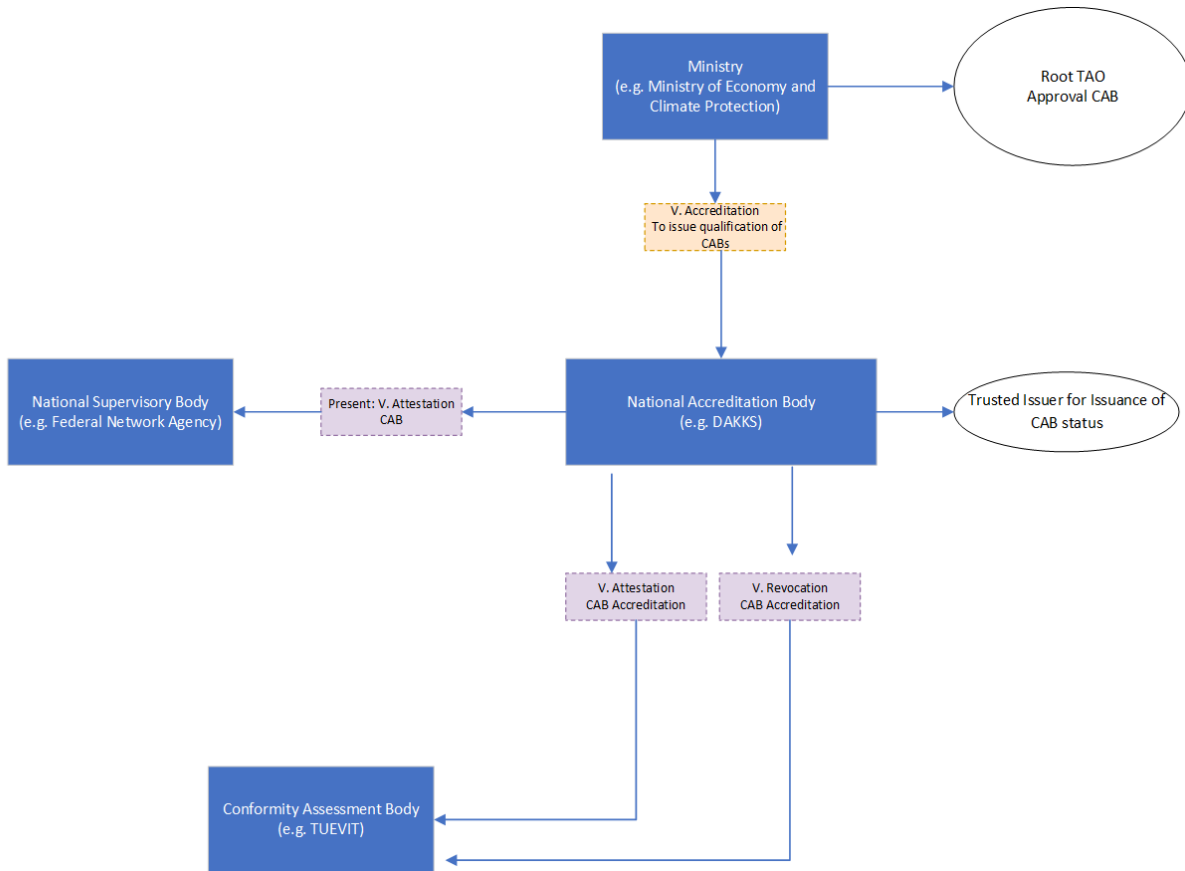 Ministry
(e.g. Ministry of Economy and
Climate Protection)
Root TAO
Approval CAB
V. Accreditation
To issue qualification of
CABs
National Supervisory Body
(e.g. Federal Network Agency)
Present: V. Attestation
CAB
National Accreditation Body
(e.g. DAKKS)
Trusted Issuer for Issuance of
CAB status
V. Attestation
CAB Accreditation
V. Revocation
CAB Accreditation
Conformity Assessment Body
(e.g. TUEVIT)